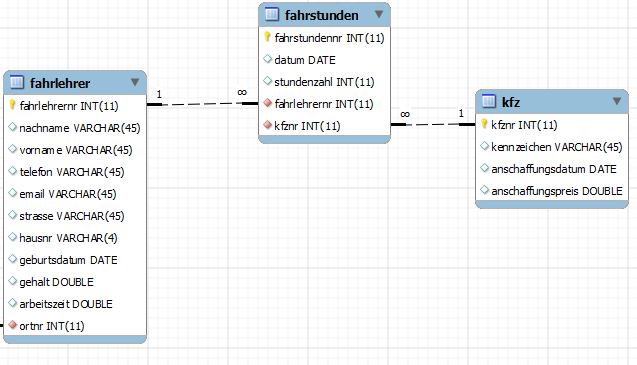 fahrlehrer
fahrlehrernr INT(11)
nachname VARCHAR(45)
vorname VARCHAR(45)
telefon VARCHAR(45)
email VARCHAR(45)
strasse VARCHAR(45)
hausnr VARCHAR(4)
geburtsdatum DATE
gehalt DOUBLE
arbeitszeit DOUBLE
ortnr INT(11)
1
∞
fahrstunden
fahrstundennr INT(11)
datum DATE
stundenzahl INT(11)
fahrlehrernr INT(11)
kfznr INT(11)
∞
1
kfz
kfznr INT(11)
kennzeichen VARCHAR(45)
anschaffungsdatum DATE
anschaffungspreis DOUBLE